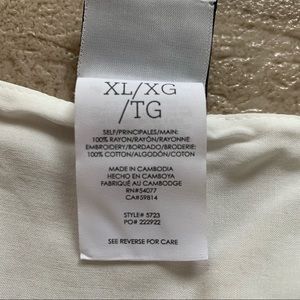 XL/XG
/TG
SELF/PRINCIPALES/MAIN:
100% RAYON/RAYÓN/RAYONNE
EMBROIDERY/BORDADO/BRODERIE:
100% COTTON/ALGODÓN/COTON
MADE IN CAMBODIA
HECHO EN CAMBOYA
FABRIQUÉ AU CAMBODGE
RN#54077
CA#59814
STYLE# 5723
PO# 222922
SEE REVERSE FOR CARE